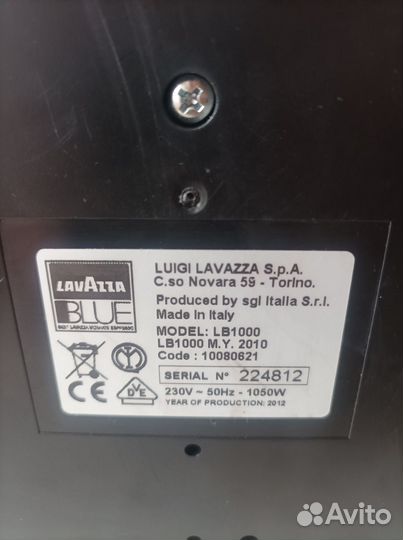 LAVAZZA
BLUE
LUIGI LAVAZZA S.p.A.
C.so Novara 59 - Torino.
Produced by sgl Italia S.r.l.
Made in Italy
MODEL: LB1000
LB1000 M.Y. 2010
Code : 10080621
SERIAL N° 224812
230V ~ 50Hz - 1050W
YEAR OF PRODUCTION: 2012
CE
DVE
Avito